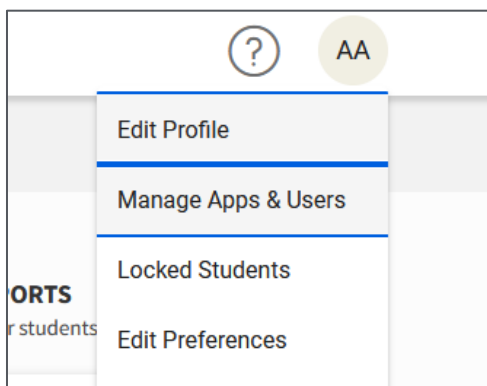 ?
AA
Edit Profile
Manage Apps & Users
Locked Students
PORTS
r students
Edit Preferences